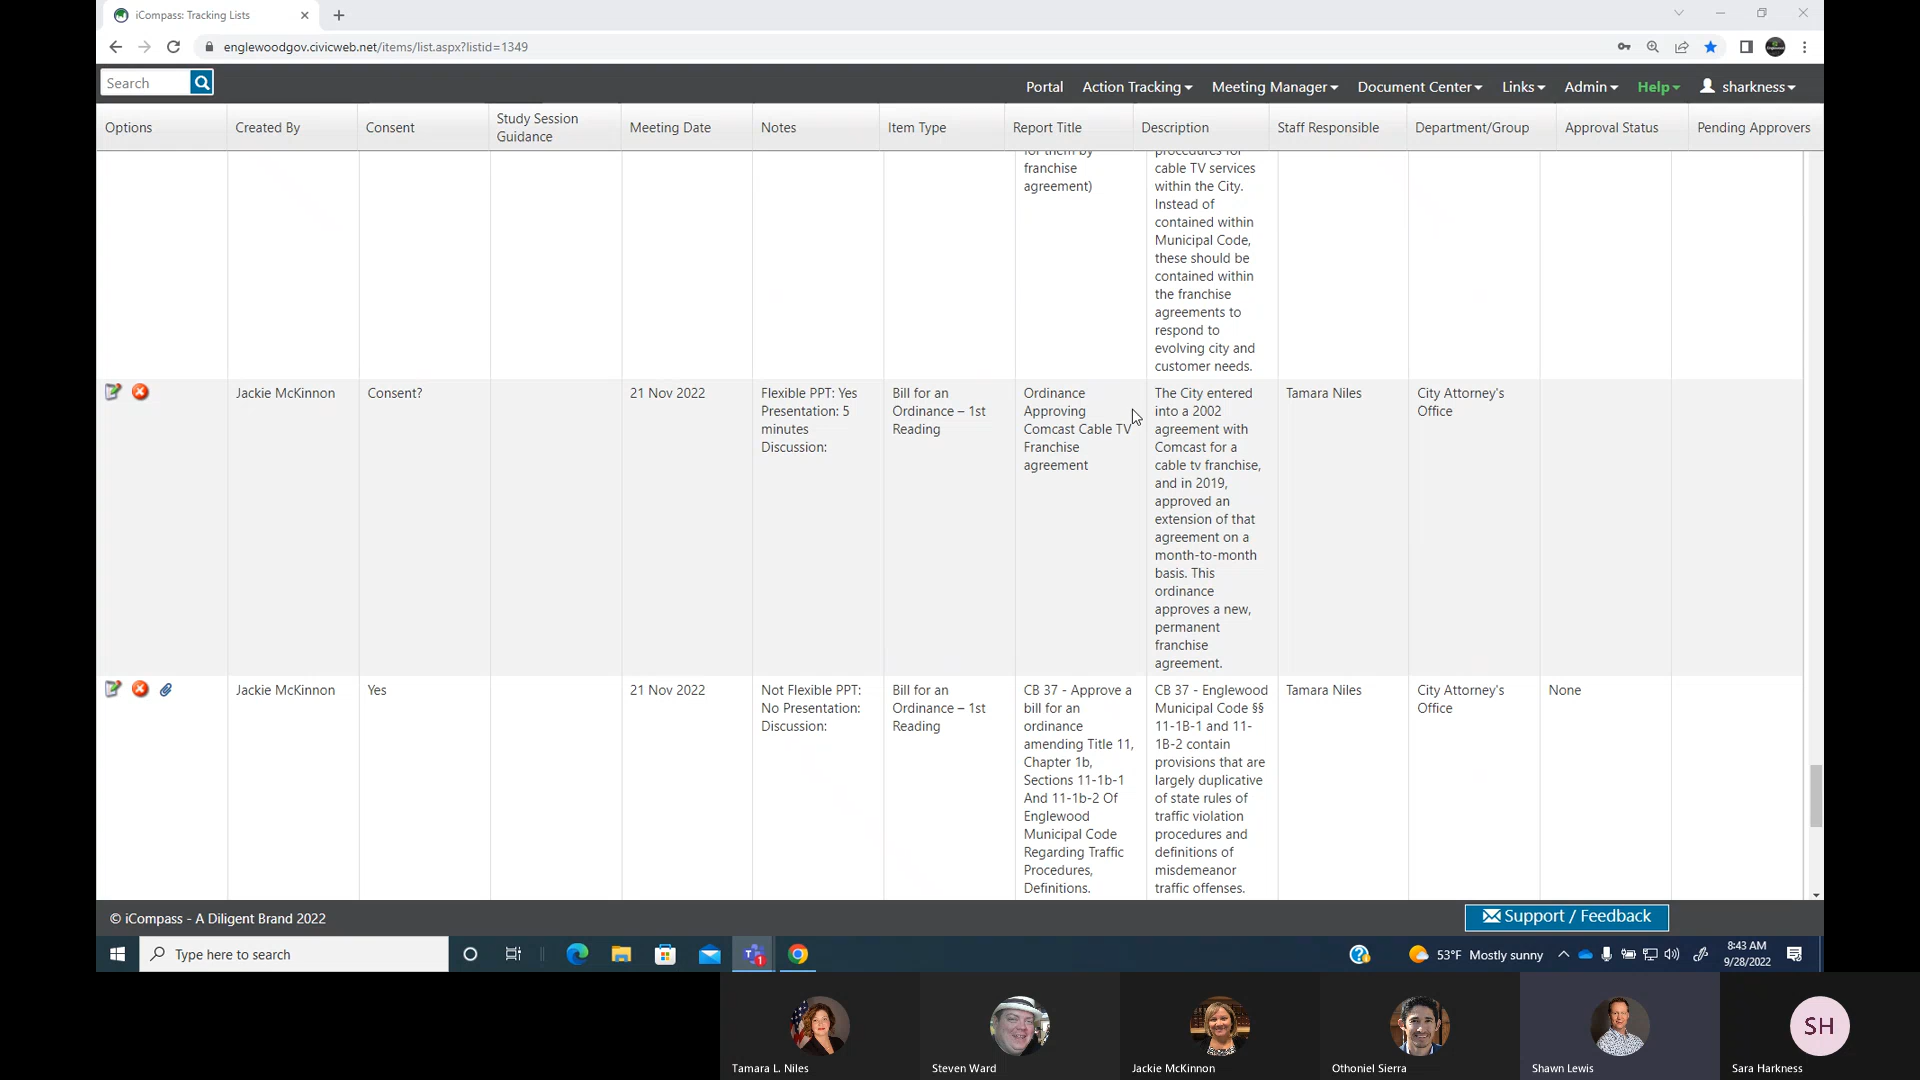 iCompass: Tracking Lists
englewoodgov.civicweb.net/items/list.aspx?listid=1349
Search
Portal
Action Tracking
Meeting Manager
Document Center
Links
Admin
Help
sharkness
Options
Created By
Consent
Study Session
Guidance
Meeting Date
Notes
Item Type
Report Title
Description
Staff Responsible
Department/Group
Approval Status
Pending Approvers
for them by
franchise
agreement)
procedures for
cable TV services
within the City.
Instead of
contained within
Municipal Code,
these should be
contained within
the franchise
agreements to
respond to
evolving city and
customer needs.
Jackie McKinnon
Consent?
21 Nov 2022
Flexible PPT: Yes
Presentation: 5
minutes
Discussion:
Bill for an
Ordinance – 1st
Reading
Ordinance
Approving
Comcast Cable TV
Franchise
agreement
The City entered
into a 2002
agreement with
Comcast for a
cable tv franchise,
and in 2019,
approved an
extension of that
agreement on a
month-to-month
basis. This
ordinance
approves a new,
permanent
franchise
agreement.
Tamara Niles
City Attorney's
Office
Jackie McKinnon
Yes
21 Nov 2022
Not Flexible PPT:
No Presentation:
Discussion:
Bill for an
Ordinance – 1st
Reading
CB 37 - Approve a
bill for an
ordinance
amending Title 11,
Chapter 1b,
Sections 11-1b-1
And 11-1b-2 Of
Englewood
Municipal Code
Regarding Traffic
Procedures,
Definitions.
CB 37 - Englewood
Municipal Code §§
11-1B-1 and 11-
1B-2 contain
provisions that are
largely duplicative
of state rules of
traffic violation
procedures and
definitions of
misdemeanor
traffic offenses.
Tamara Niles
City Attorney's
Office
None
© iCompass - A Diligent Brand 2022
Support / Feedback
Type here to search
1
53°F Mostly sunny
8:43 AM
9/28/2022
SH
Tamara L. Niles
Steven Ward
Jackie McKinnon
Othoniel Sierra
Shawn Lewis
Sara Harkness